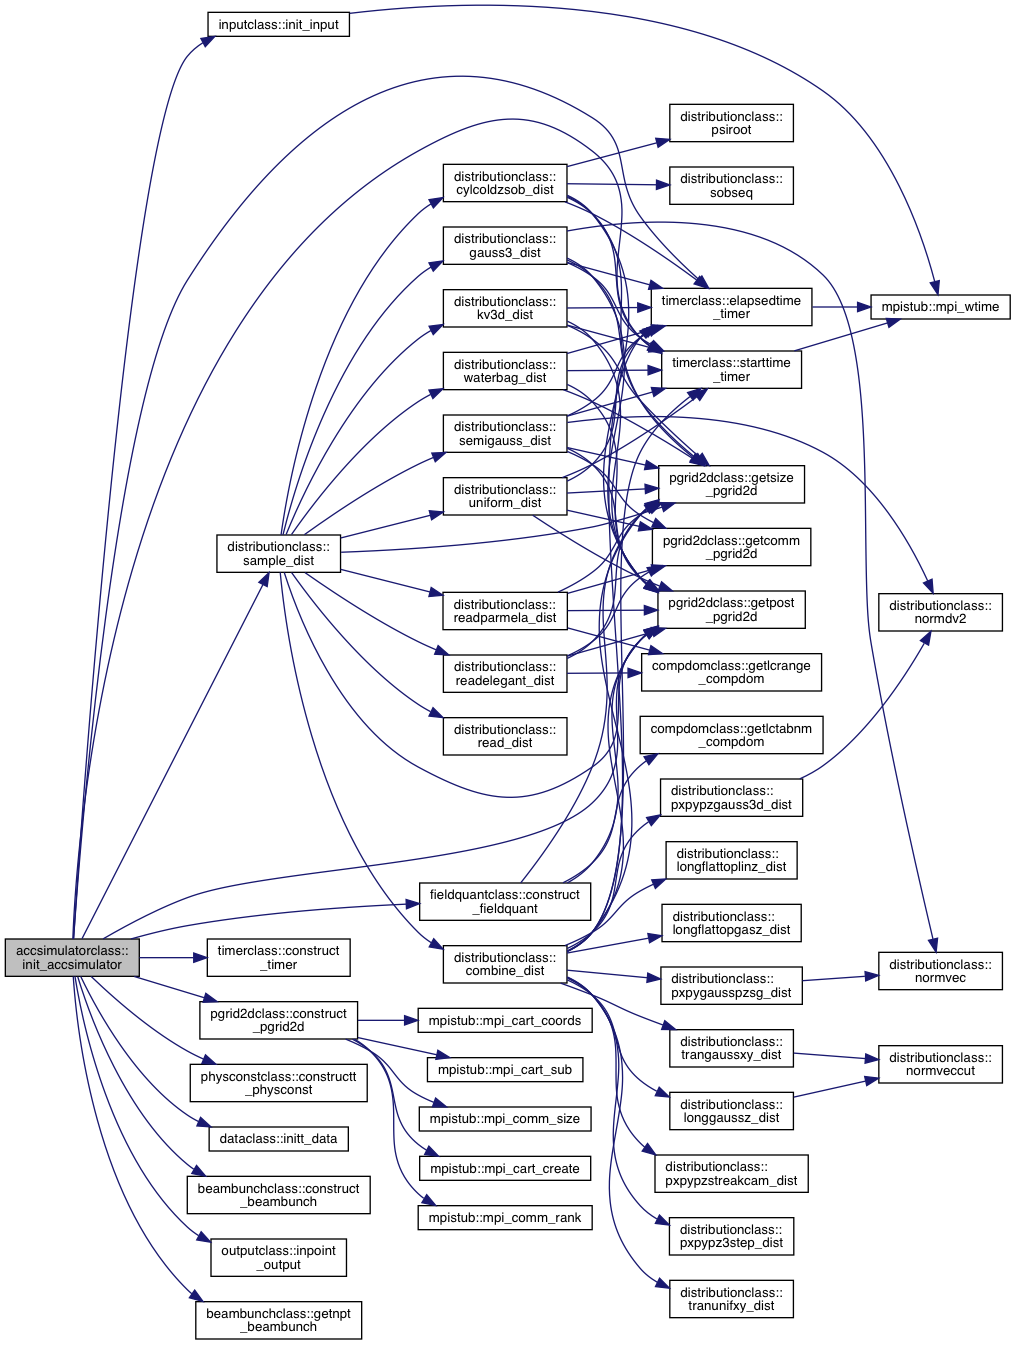 inputclass::init_input
distributionclass::
psiroot
distributionclass::
cylcoldzsob_dist
distributionclass::
sobseq
distributionclass::
gauss3_dist
timerclass::elapsedtime
_timer
mpistub::mpi_wtime
distributionclass::
kv3d_dist
timerclass::starttime
_timer
distributionclass::
waterbag_dist
distributionclass::
semigauss_dist
pgrid2dclass::getsize
_pgrid2d
distributionclass::
uniform_dist
distributionclass::
sample_dist
pgrid2dclass::getcomm
_pgrid2d
distributionclass::
readparmela_dist
pgrid2dclass::getpost
_pgrid2d
distributionclass::
normdv2
distributionclass::
readelegant_dist
compdomclass::getlcrange
_compdom
distributionclass::
read_dist
compdomclass::getlctabnm
_compdom
distributionclass::
pxpypzgauss3d_dist
distributionclass::
longflattoplinz_dist
fieldquantclass::construct
_fieldquant
distributionclass::
longflattopgasz_dist
accsimulatorclass::
init_accsimulator
timerclass::construct
_timer
distributionclass::
combine_dist
distributionclass::
pxpygausspzsg_dist
distributionclass::
normvec
pgrid2dclass::construct
_pgrid2d
mpistub::mpi_cart_coords
distributionclass::
trangaussxy_dist
distributionclass::
normveccut
physconstclass::constructt
_physconst
mpistub::mpi_cart_sub
distributionclass::
longgaussz_dist
dataclass::initt_data
mpistub::mpi_comm_size
beambunchclass::construct
_beambunch
mpistub::mpi_cart_create
distributionclass::
pxpypzstreakcam_dist
mpistub::mpi_comm_rank
outputclass::inpoint
_output
distributionclass::
pxpypz3step_dist
beambunchclass::getnpt
_beambunch
distributionclass::
tranunifxy_dist